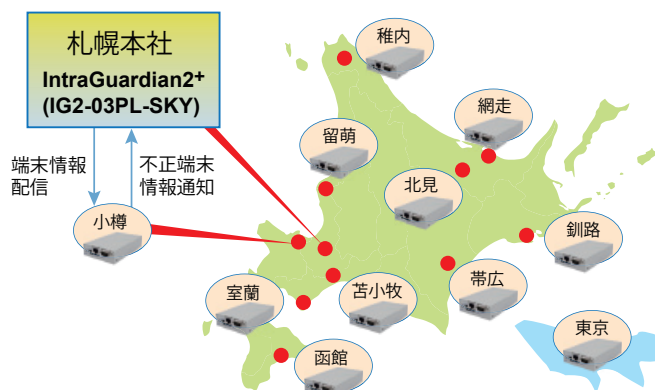 札幌本社
IntraGuardian2+
(IG2-03PL-SKY)
端末情報
配信
不正端末
情報通知
小樽
稚内
網走
留萌
北見
釧路
室蘭
苫小牧
帯広
東京
函館